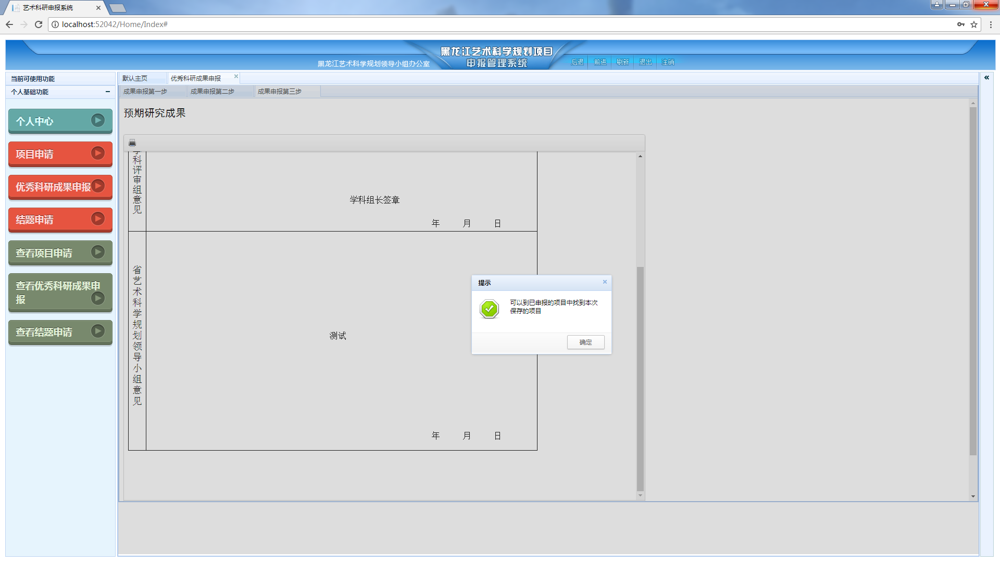 艺术科研申报系统
localhost:52042/Home/Index#
黑龙江艺术科学规划领导小组办公室
黑龙江艺术科学规划项目
申报管理系统
后退 前进 刷新 退出 注销
当前可使用功能
个人基础功能
个人中心
项目申请
优秀科研成果申报
结题申请
查看项目申请
查看优秀科研成果申
报
查看结题申请
默认主页 优秀科研成果申报
成果申报第一步 成果申报第二步 成果申报第三步
预期研究成果
科
评
审
组
意
见
学科组长签章
年 月 日
省
艺
术
科
学
规
划
领
导
小
组
意
见
测试
年 月 日
提示
可以到已申报的项目中找到本次
保存的项目
确定